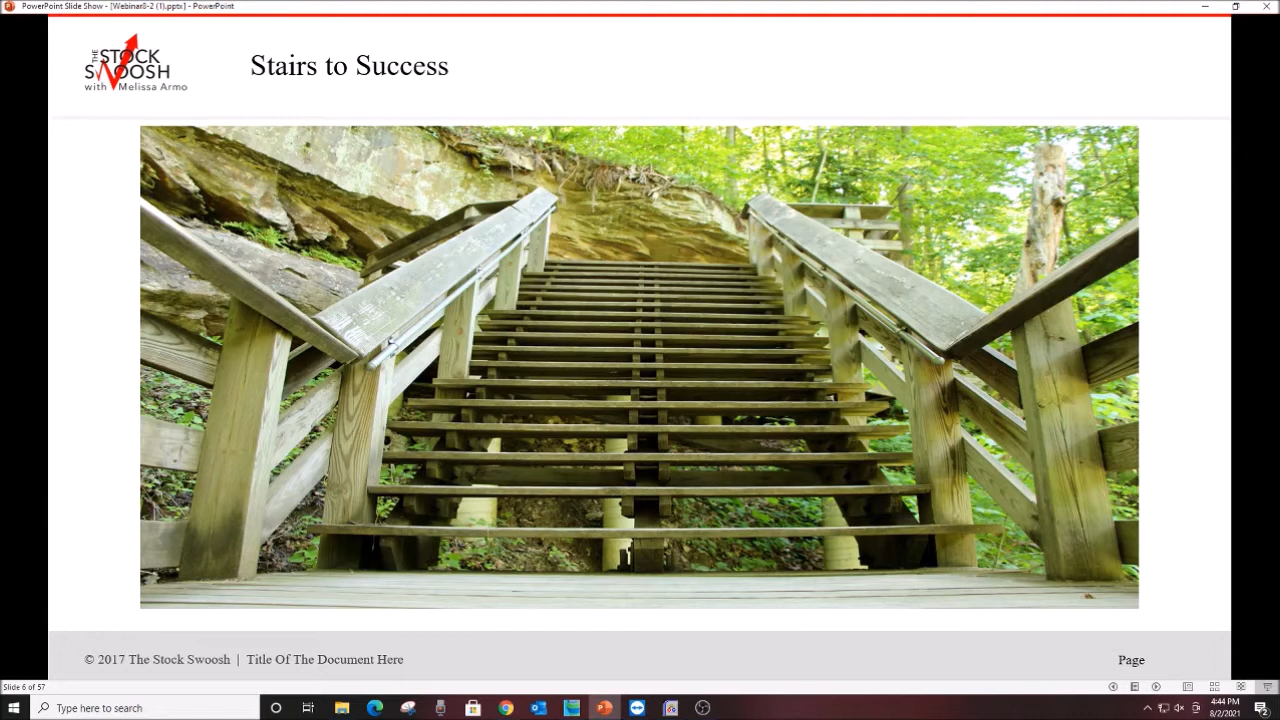 PowerPoint Slide Show - [Webinar8-2 (1).pptx] - PowerPoint
THE STOCK
SWOOSH
with Melissa Armo
Stairs to Success
© 2017 The Stock Swoosh | Title Of The Document Here
Page
Slide 6 of 57
Type here to search
4:44 PM
8/2/2021
2